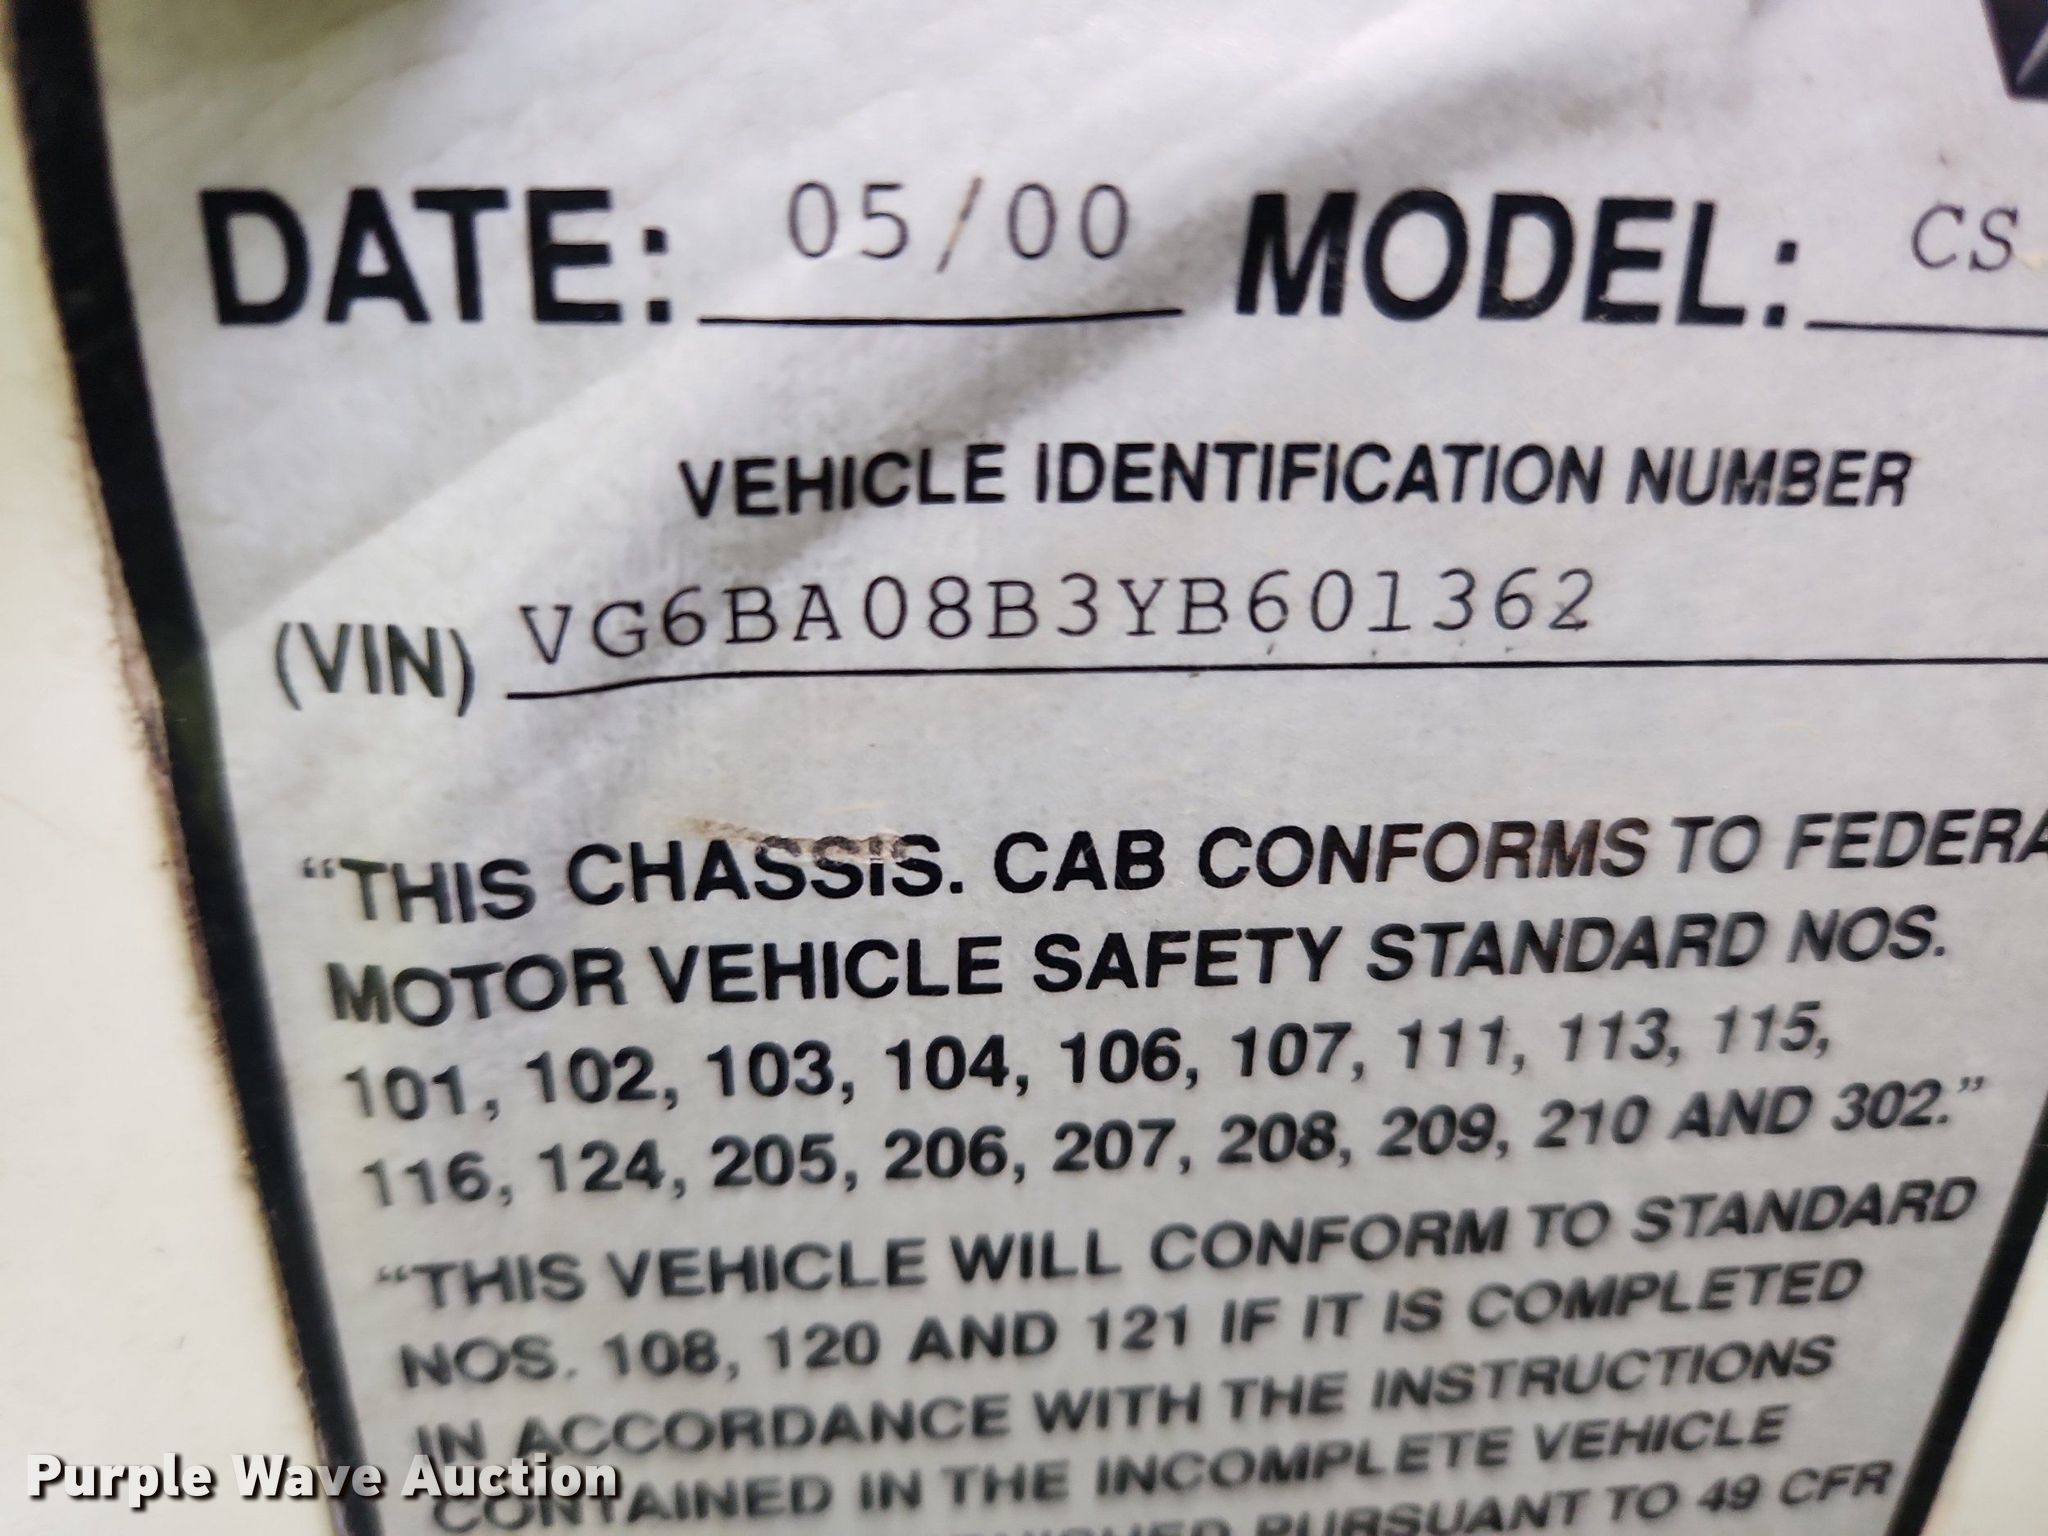 DATE: 05/00 MODEL: CS
VEHICLE IDENTIFICATION NUMBER
(VIN) VG6BA08B3YB601362
"THIS CHASSIS. CAB CONFORMS TO FEDERA
MOTOR VEHICLE SAFETY STANDARD NOS.
101, 102, 103, 104, 106, 107, 111, 113, 115,
116, 124, 205, 206, 207, 208, 209, 210 AND 302."
"THIS VEHICLE WILL CONFORM TO STANDARD
NOS. 108, 120 AND 121 IF IT IS COMPLETED
IN ACCORDANCE WITH THE INSTRUCTIONS
CONTAINED IN THE INCOMPLETE VEHICLE
PURSUANT TO 49 CFR
Purple Wave Auction